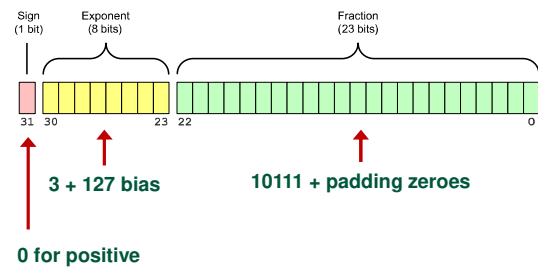 Sign
(1 bit)
Exponent
(8 bits)
Fraction
(23 bits)
31 30 23 22 0
3 + 127 bias
10111 + padding zeroes
0 for positive